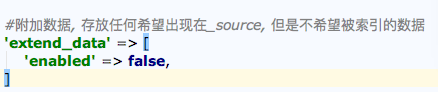 #附加数据, 存放任何希望出现在_source, 但是不希望被索引的数据
'extend_data' => [
'enabled' => false,
]